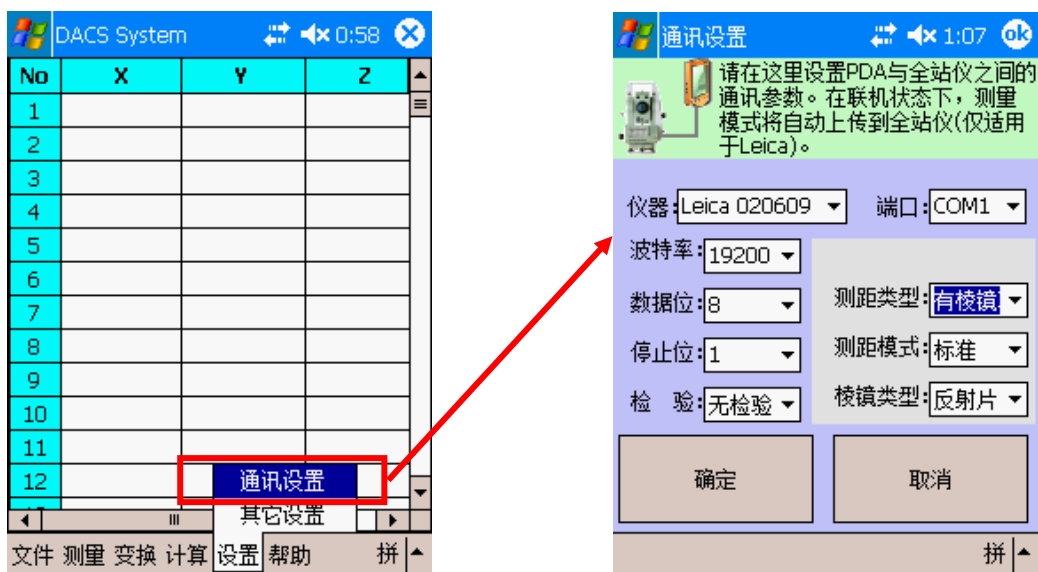 DACS System 0:58
No X Y Z
1
2
3
4
5
6
7
8
9
10
11
12
通讯设置
其它设置
文件 测量 变换 计算 设置 帮助 拼
通讯设置 1:07 ok
请在这里设置PDA与全站仪之间的
通讯参数。在联机状态下，测量
模式将自动上传到全站仪(仅适用
于Leica)。
仪器:Leica 020609 端口:COM1
波特率:19200
数据位:8 测距类型:有棱镜
停止位:1 测距模式:标准
检 验:无检验 棱镜类型:反射片
确定 取消
拼